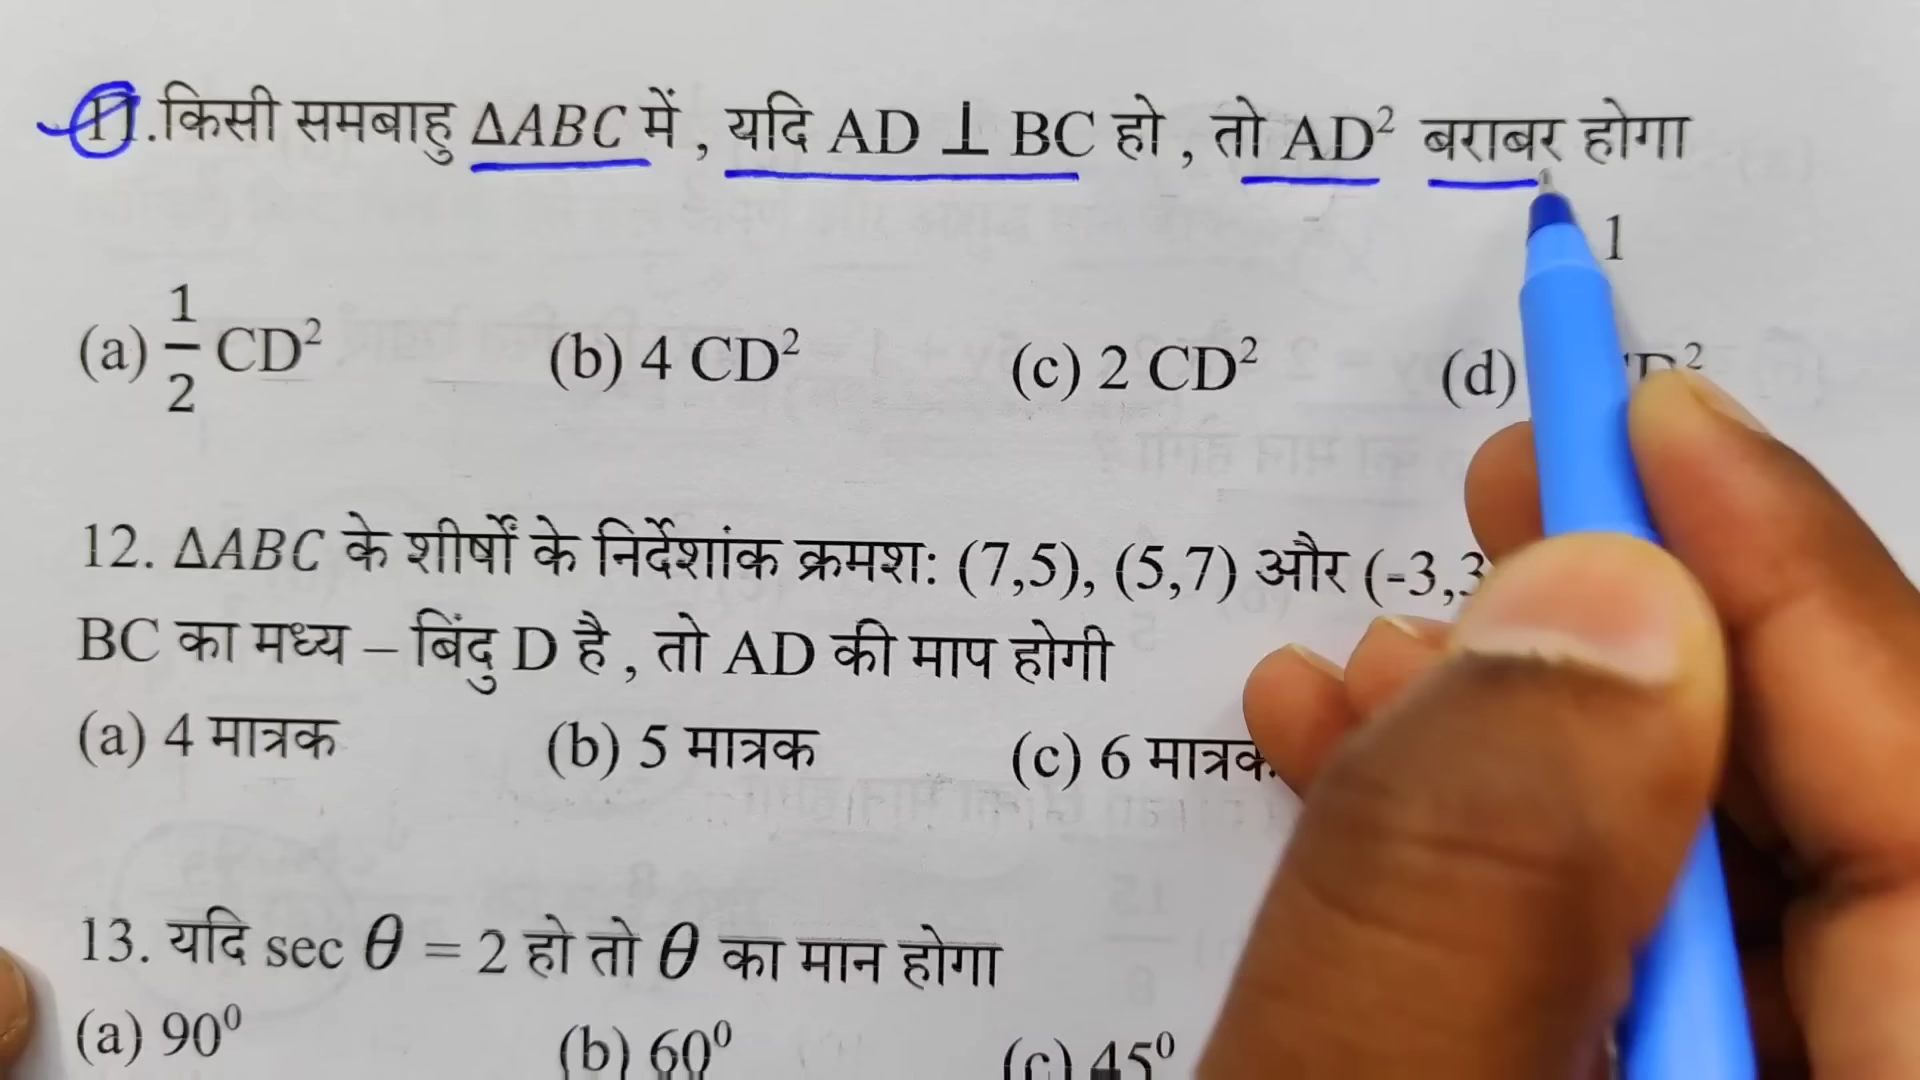 11.किसी समबाहु ΔABC में , यदि AD ⊥ BC हो , तो AD² बराबर होगा
(a) 1/2 CD² (b) 4 CD² (c) 2 CD² (d) 1
12. ΔABC के शीर्षों के निर्देशांक क्रमश: (7,5), (5,7) और (-3,3
BC का मध्य – बिंदु D है , तो AD की माप होगी
(a) 4 मात्रक (b) 5 मात्रक (c) 6 मात्रक
13. यदि sec θ = 2 हो तो θ का मान होगा
(a) 90⁰ (b) 60⁰ (c) 45⁰